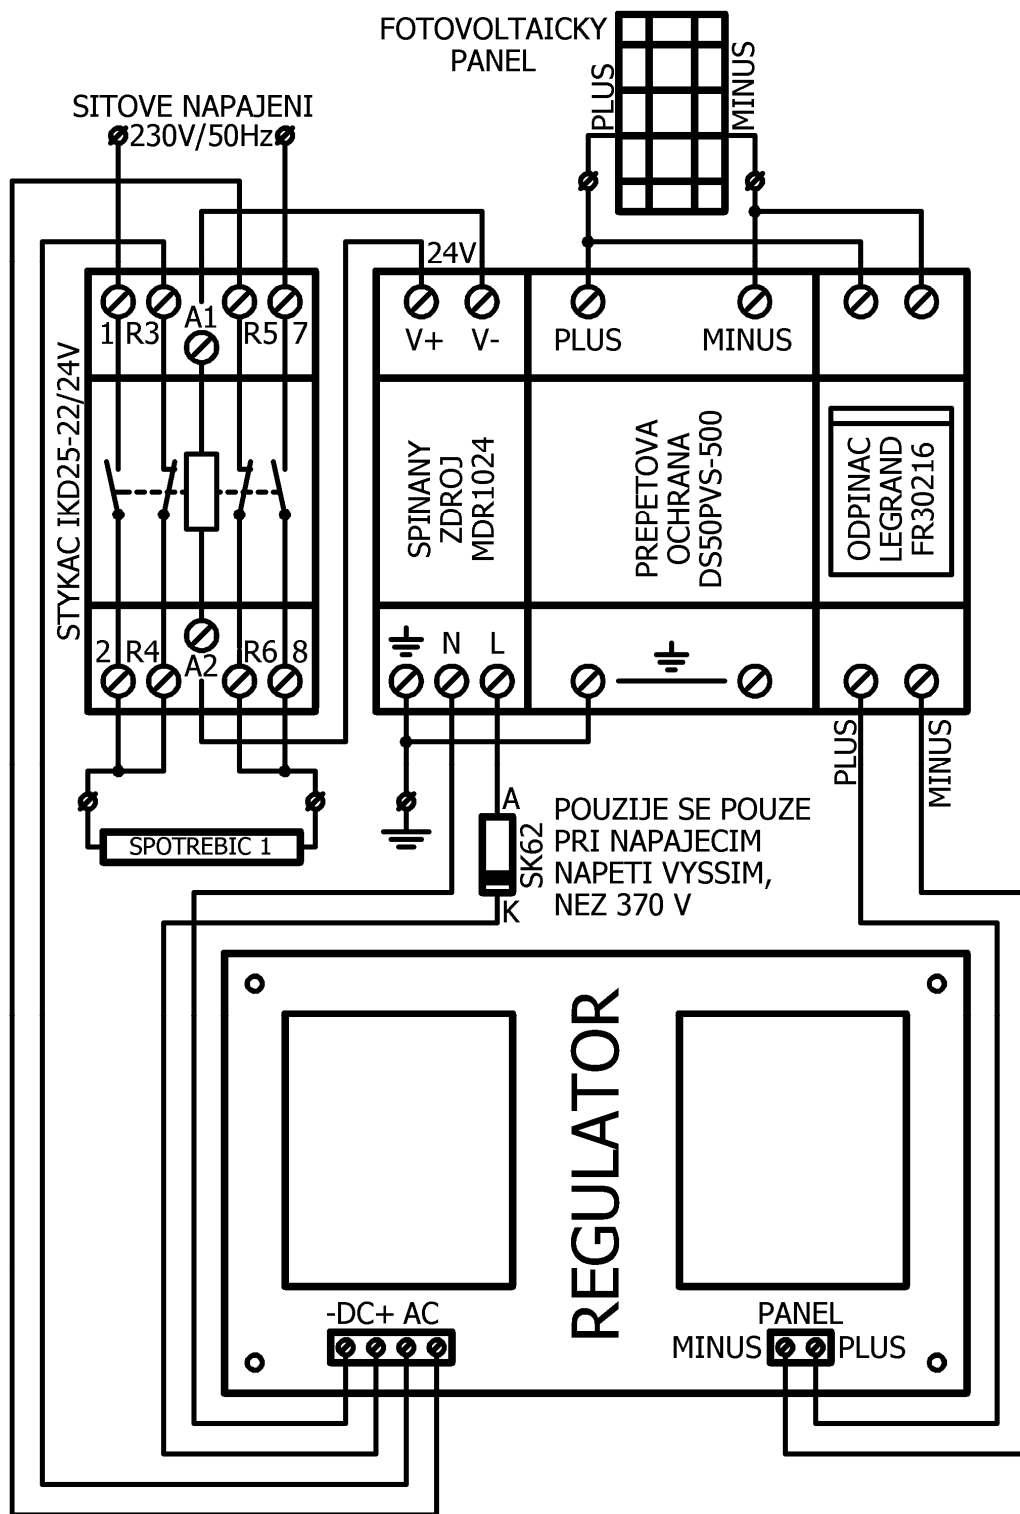 FOTOVOLTAICKY
PANEL
PLUS
MINUS
SITOVE NAPAJENI
230V/50Hz
24V
1 R3 A1 R5 7
V+ V-
PLUS
MINUS
STYKAC IKD25-22/24V
SPINANY
ZDROJ
MDR1024
PREPETOVA
OCHRANA
DS50PVS-500
ODPINAC
LEGRAND
FR30216
2 R4 A2 R6 8
N L
PLUS
MINUS
SPOTREBIC 1
A
SK62
K
POUZIJE SE POUZE
PRI NAPAJECIM
NAPETI VYSSIM,
NEZ 370 V
REGULATOR
-DC+ AC
PANEL
MINUS
PLUS